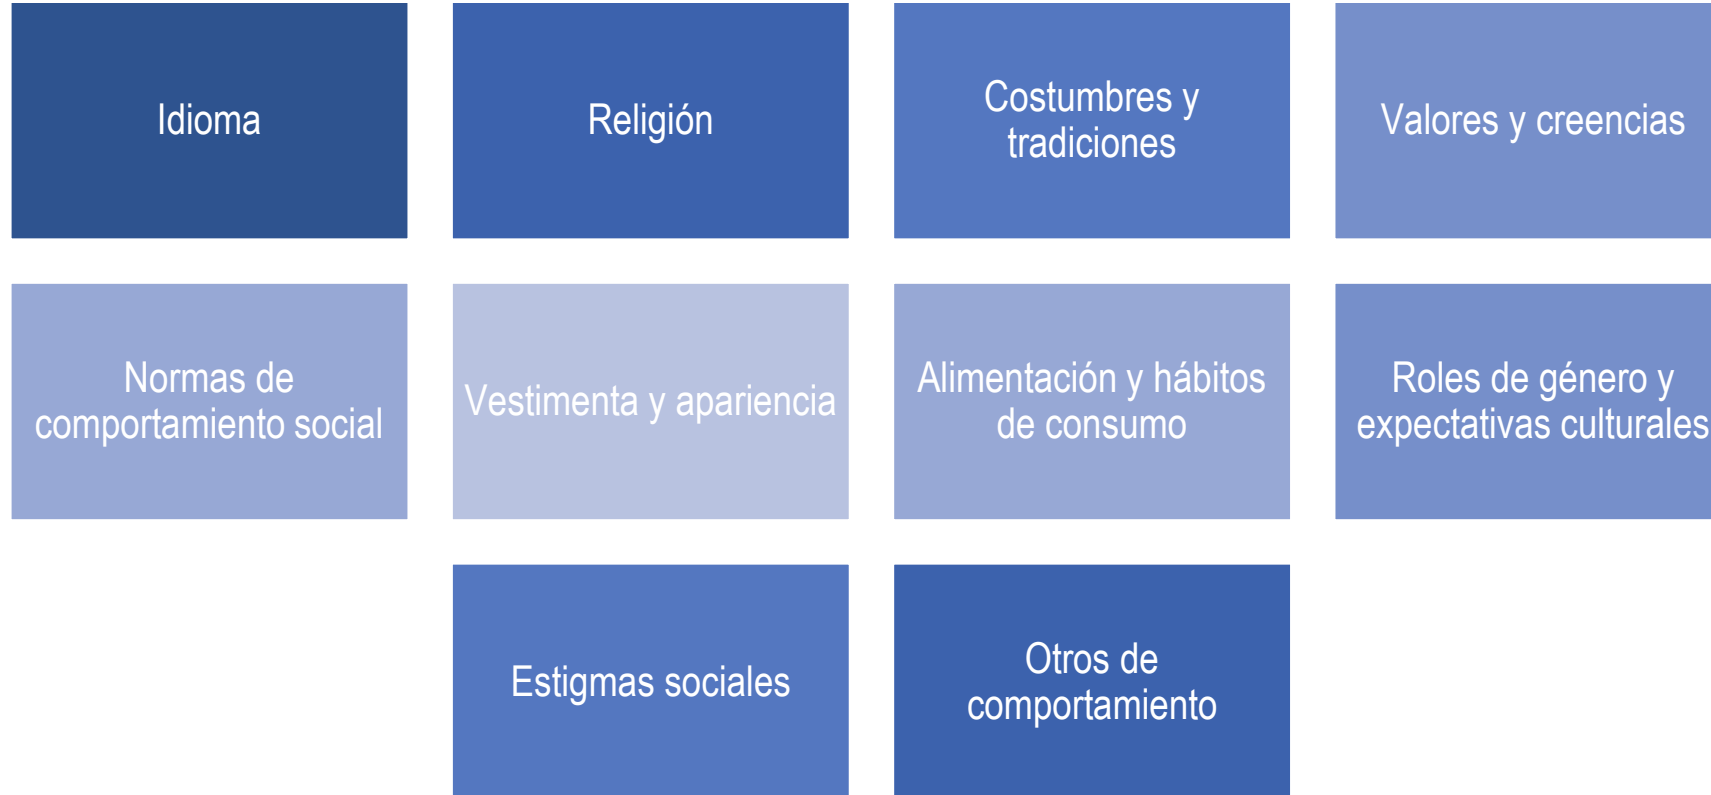 Idioma
Religión
Costumbres y
tradiciones
Valores y creencias
Normas de
comportamiento social
Vestimenta y apariencia
Alimentación y hábitos
de consumo
Roles de género y
expectativas culturales
Estigmas sociales
Otros de
comportamiento